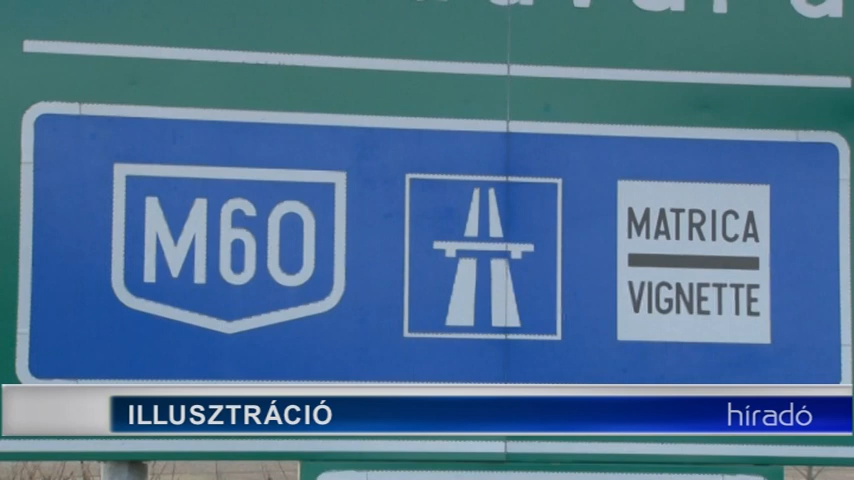 M60
MATRICA
VIGNETTE
ILLUSZTRÁCIÓ
híradó